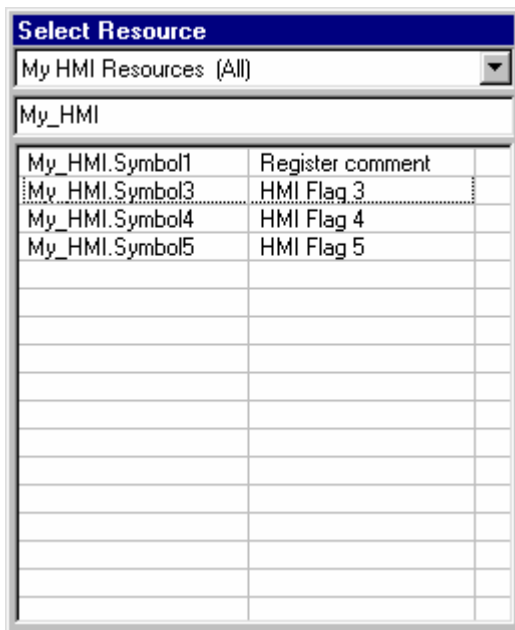 Select Resource
My HMI Resources (All)
My_HMI
My_HMI.Symbol1 Register comment
My_HMI.Symbol3 HMI Flag 3
My_HMI.Symbol4 HMI Flag 4
My_HMI.Symbol5 HMI Flag 5